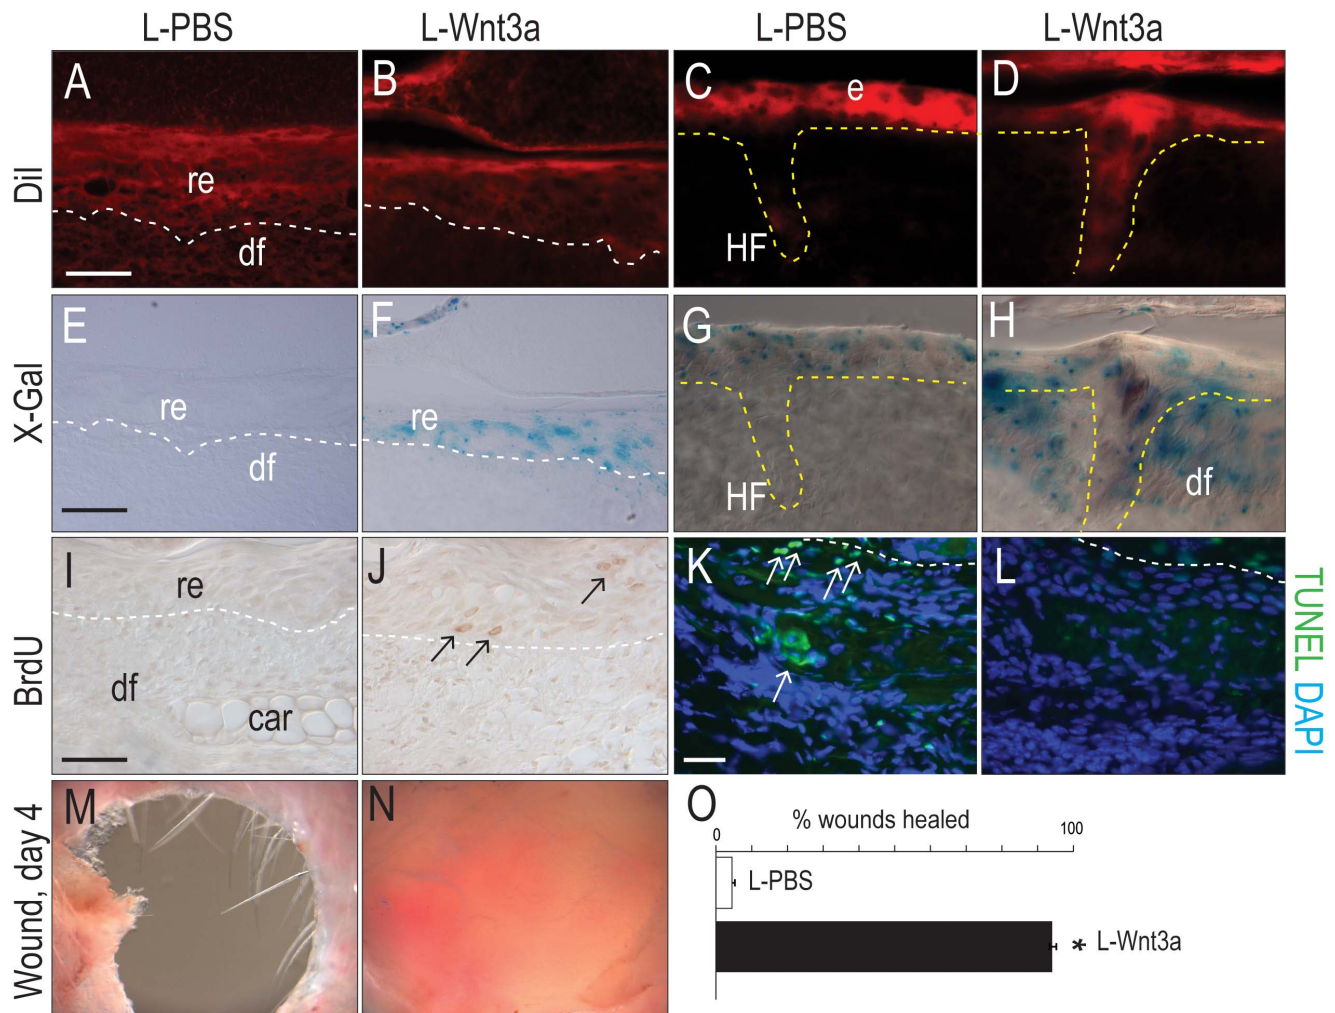 L-PBS L-Wnt3a L-PBS L-Wnt3a
DiI
A re df
B
C e HF
D
X-Gal
E re df
F re
G HF
H df
BrdU
I re df car
J
K
L
TUNEL DAPI
Wound, day 4
M
N
O
% wounds healed
0 100
L-PBS
* L-Wnt3a